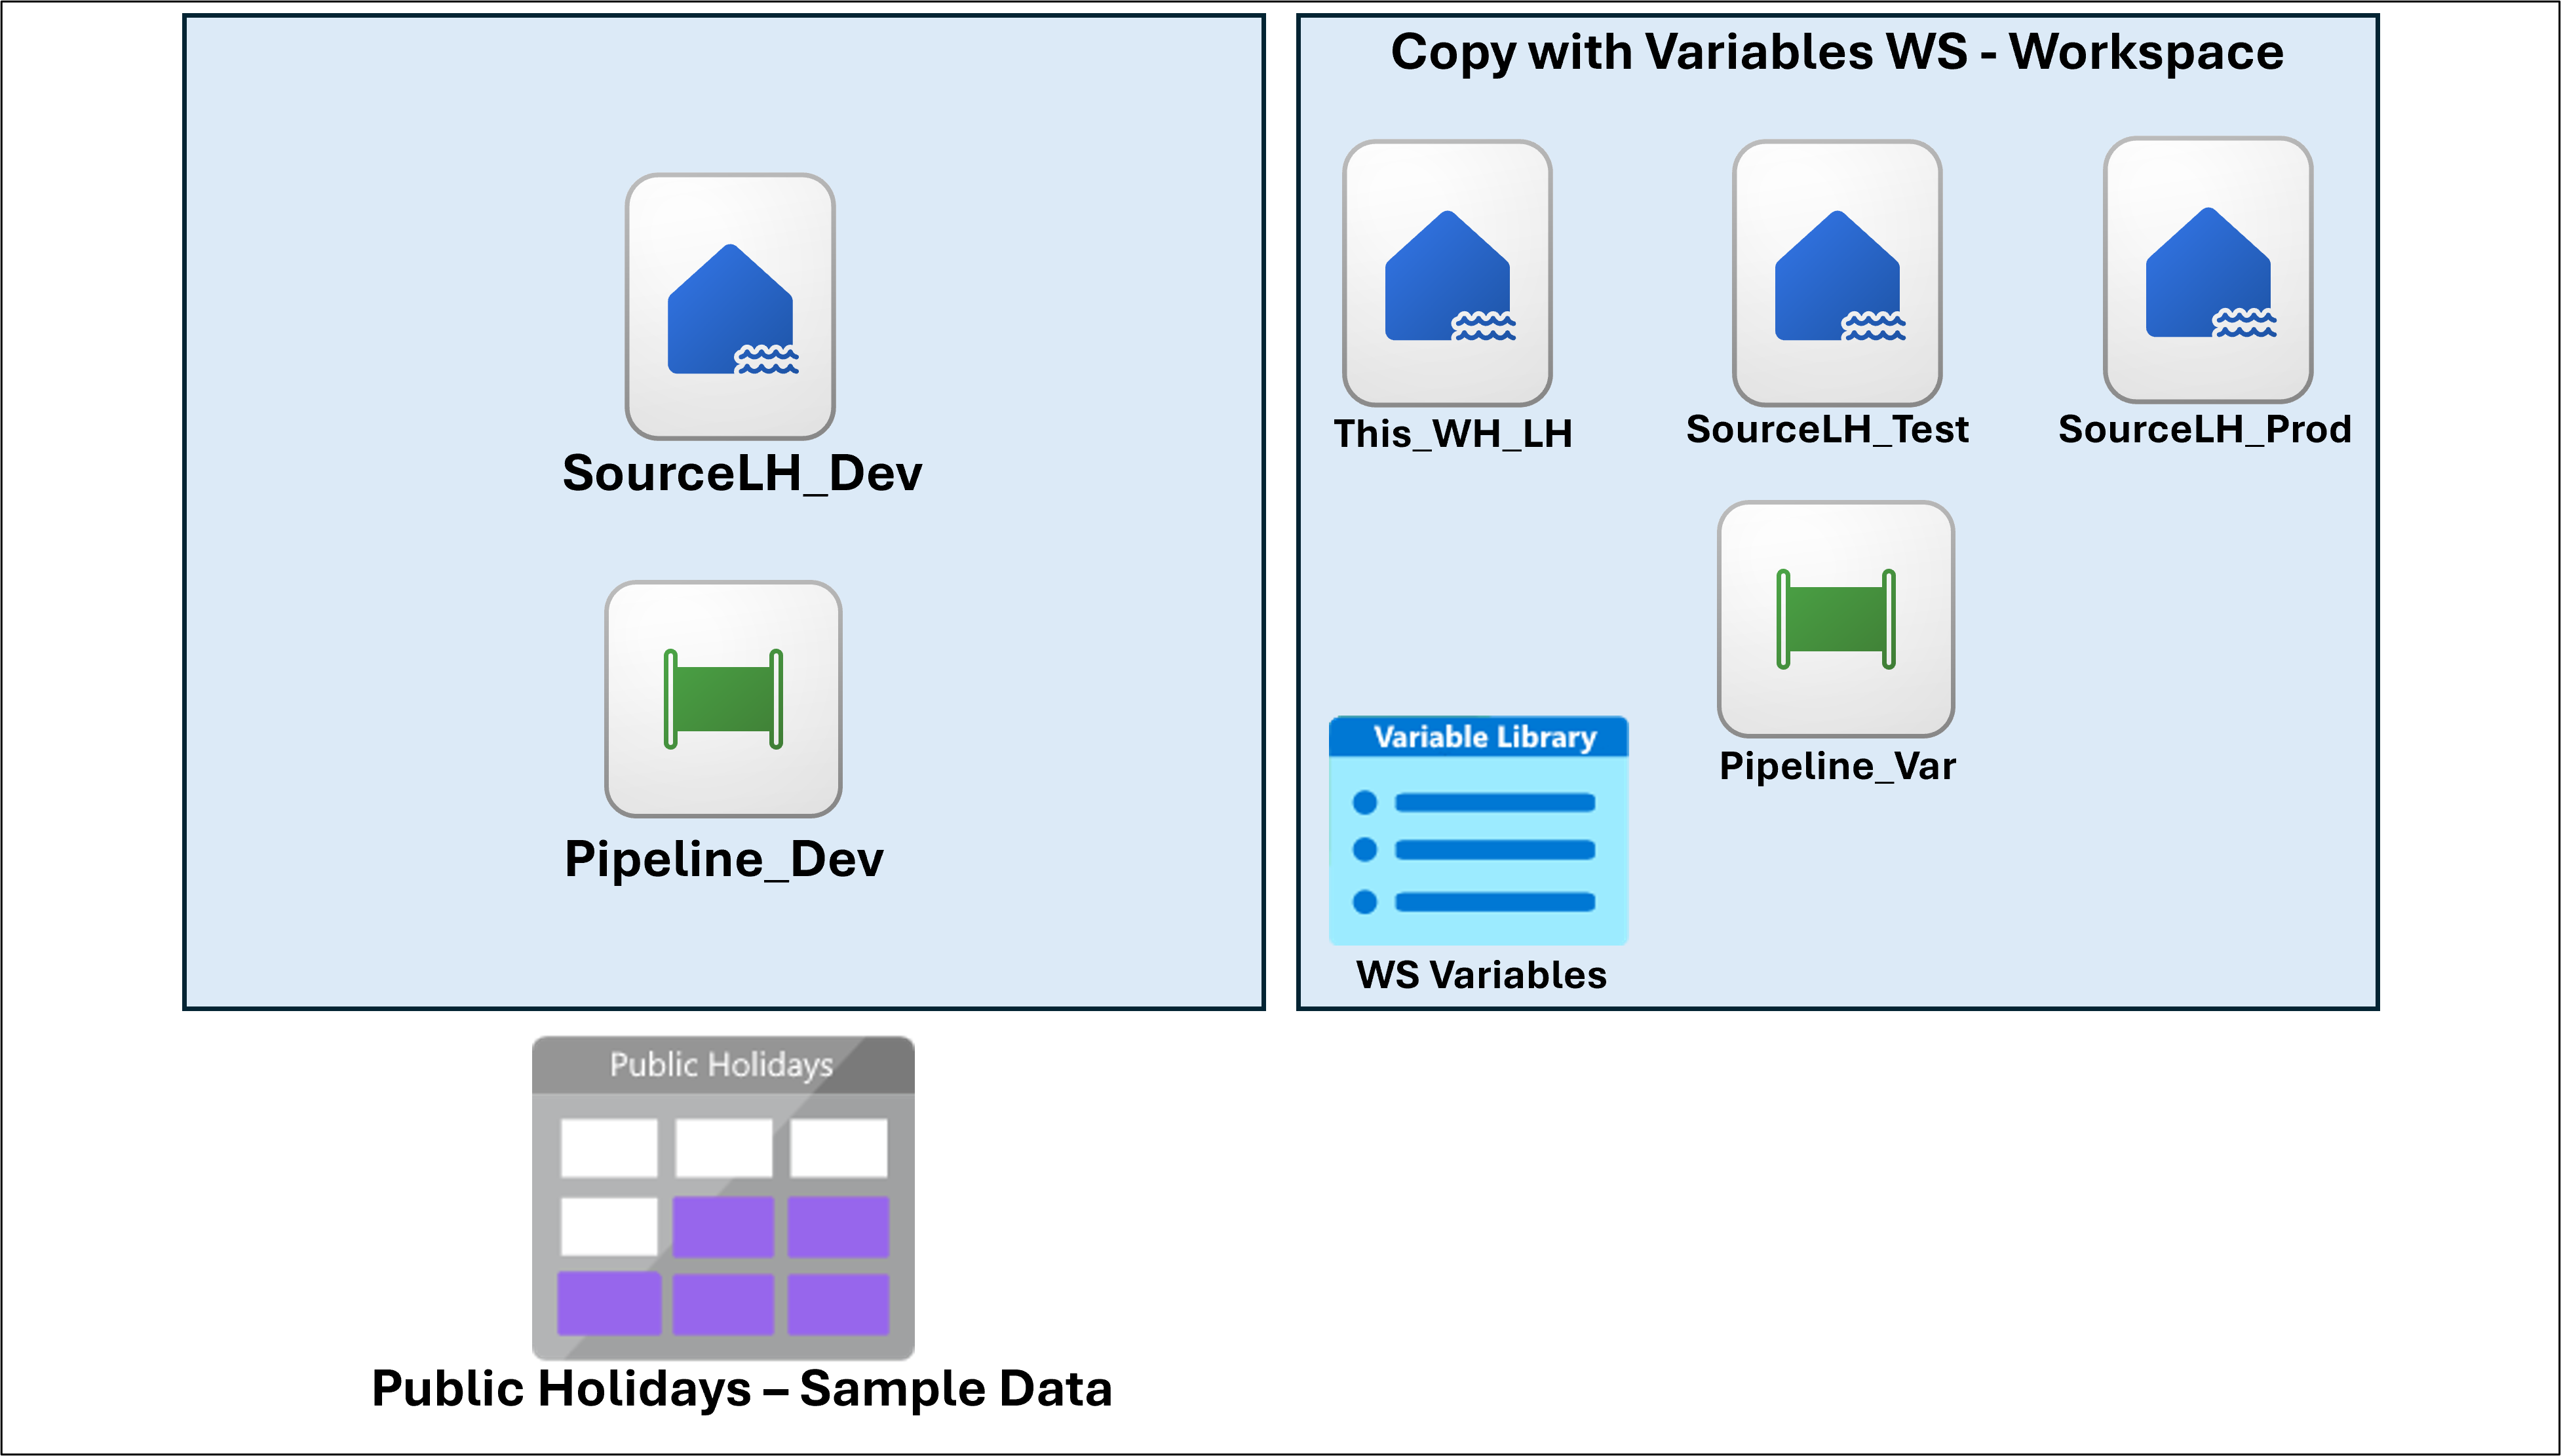 SourceLH_Dev
Pipeline_Dev
Copy with Variables WS - Workspace
This_WH_LH
SourceLH_Test
SourceLH_Prod
Pipeline_Var
Variable Library
WS Variables
Public Holidays
Public Holidays – Sample Data